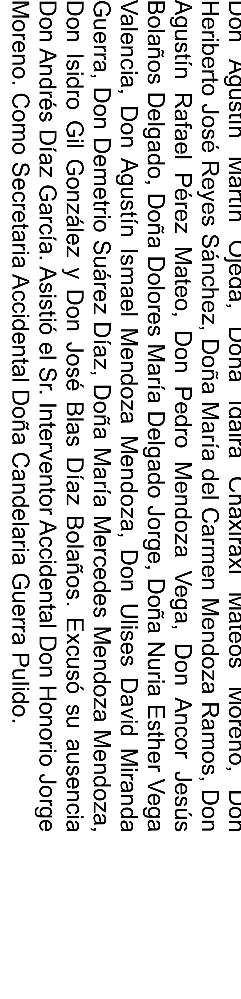 Don Agustín Martín Ojeda, Doña Idaira Chaxiraxi Mateos Moreno, Don
Heriberto José Reyes Sánchez, Doña María del Carmen Mendoza Ramos, Don
Agustín Rafael Pérez Mateo, Don Pedro Mendoza Vega, Don Ancor Jesús
Bolaños Delgado, Doña Dolores María Delgado Jorge, Doña Nuria Esther Vega
Valencia, Don Agustín Ismael Mendoza Mendoza, Don Ulises David Miranda
Guerra, Don Demetrio Suárez Díaz, Doña María Mercedes Mendoza Mendoza,
Don Isidro Gil González y Don José Blas Díaz Bolaños. Excusó su ausencia
Don Andrés Díaz García. Asistió el Sr. Interventor Accidental Don Honorio Jorge
Moreno. Como Secretaria Accidental Doña Candelaria Guerra Pulido.